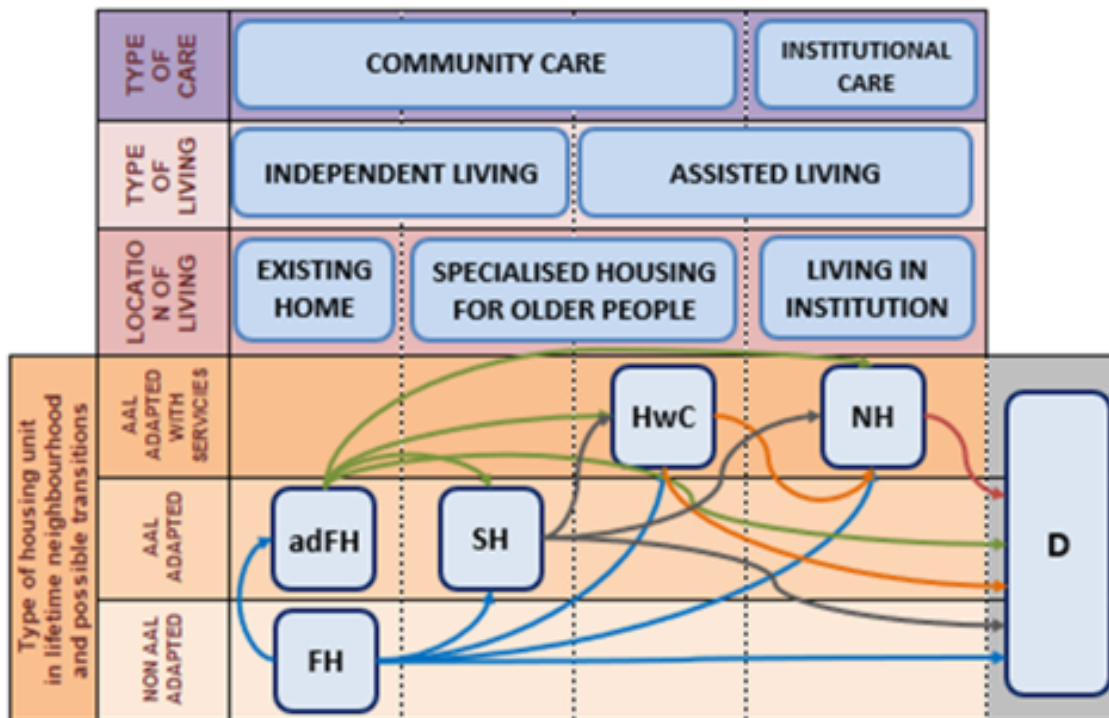 TYPE
OF
CARE
COMMUNITY CARE
INSTITUTIONAL
CARE
TYPE
OF
LIVING
INDEPENDENT LIVING
ASSISTED LIVING
LOCATIO
N OF
LIVING
EXISTING
HOME
SPECIALISED HOUSING
FOR OLDER PEOPLE
LIVING IN
INSTITUTION
Type of housing unit
in lifetime neighbourhood
and possible transitions
AAL
ADAPTED
WITH
SERVICIES
HwC
NH
AAL
ADAPTED
adFH
SH
D
NON AAL
ADAPTED
FH